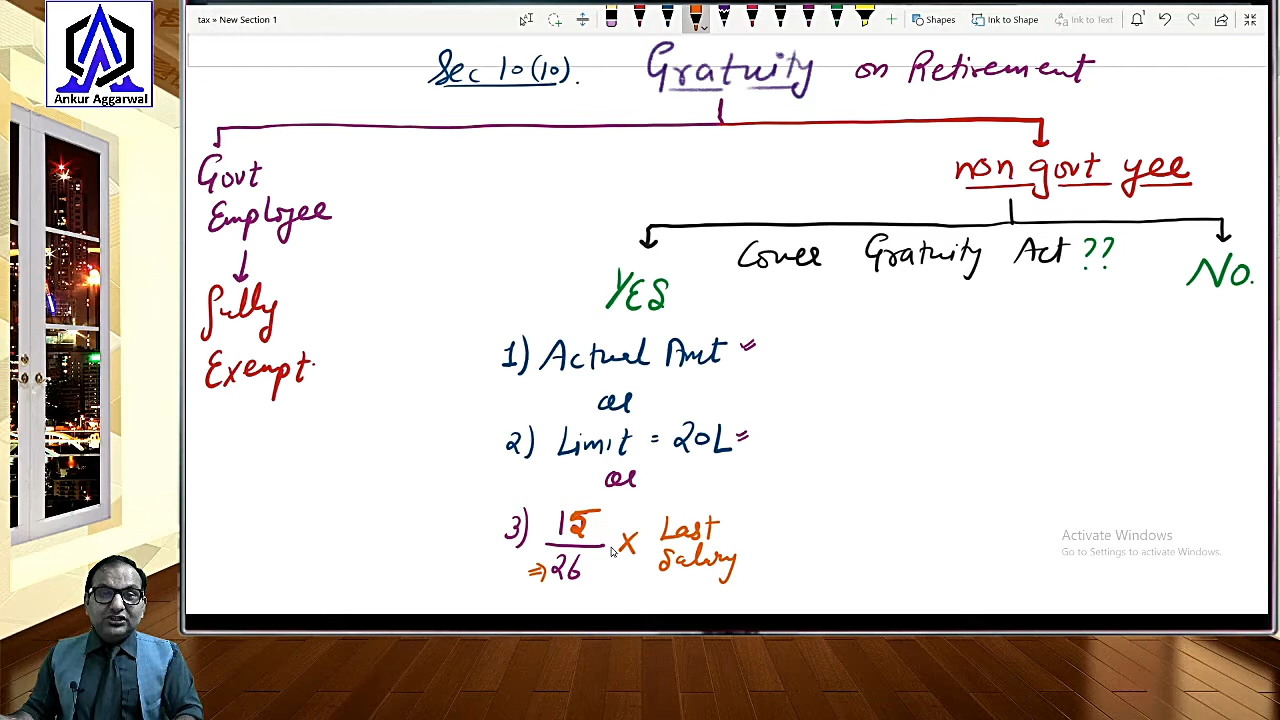 tax » New Section 1
Shapes
Ink to Shape
Ink to Text
Ankur Aggarwal
Sec 10(10). Gratuity on Retirement
Govt
Employee
Fully
Exempt.
non govt yee
Cover Gratuity Act ??
YES
No.
1) Actual Amt
or
2) Limit = 20L
or
3) 15/26 × Last Salary
Activate Windows
Go to Settings to activate Windows.